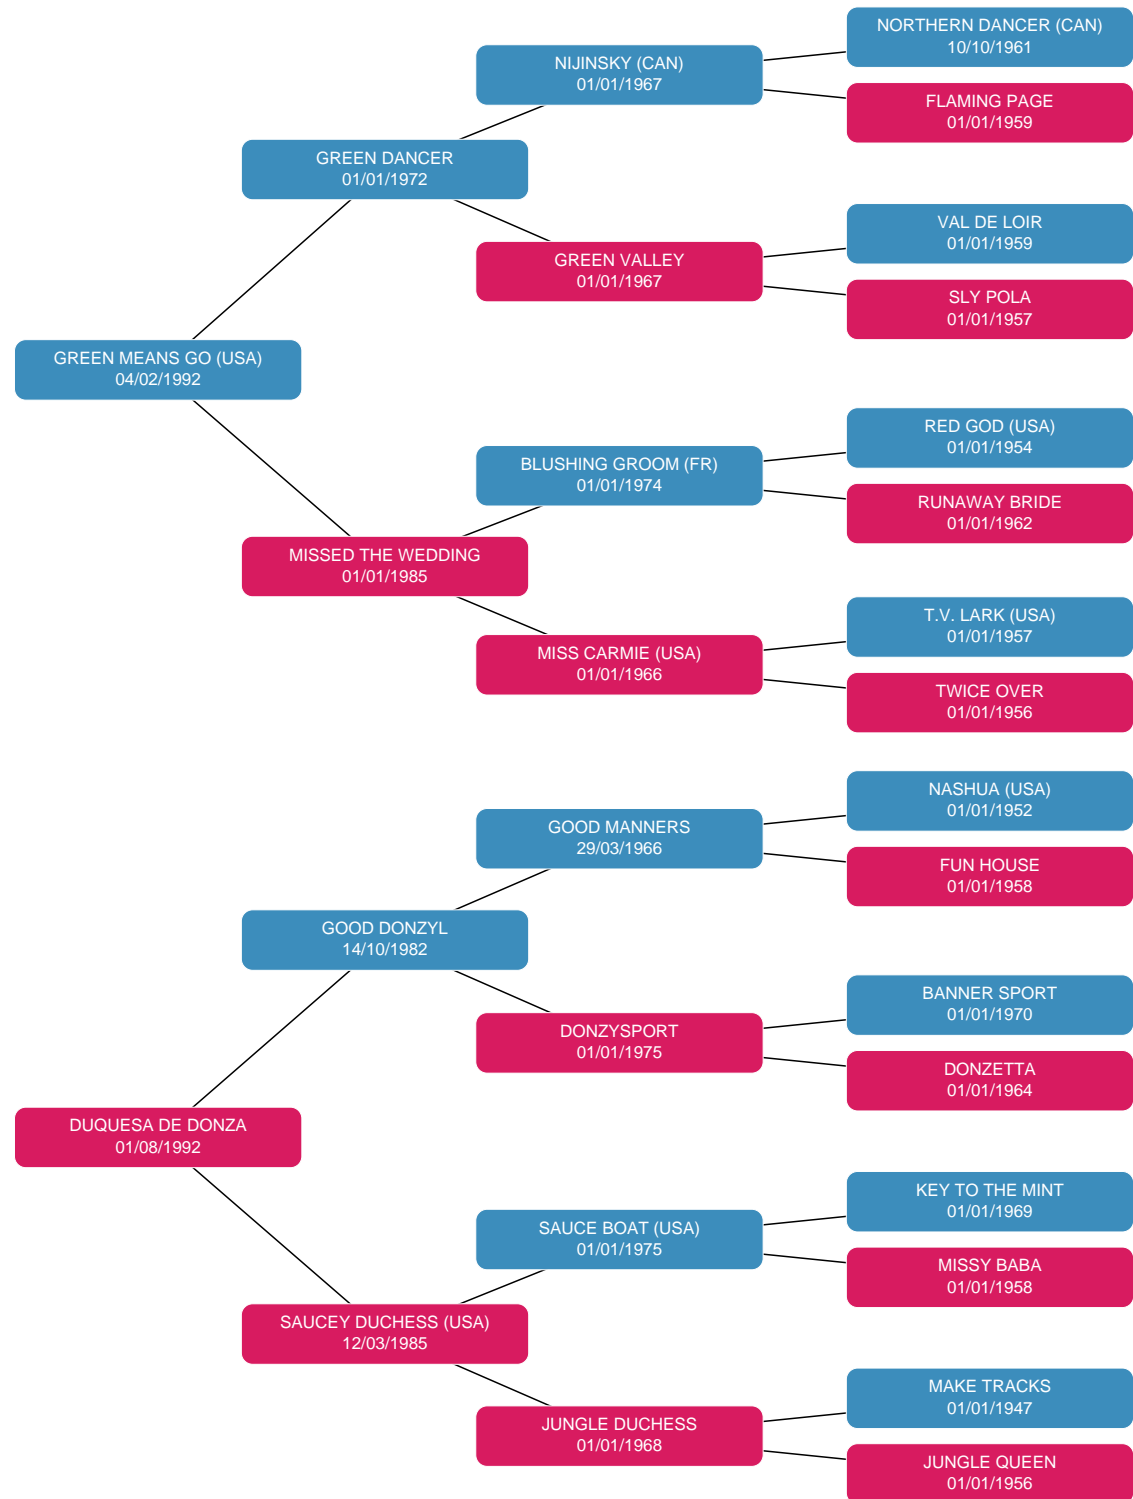 NORTHERN DANCER (CAN)
10/10/1961
NIJINSKY (CAN)
01/01/1967
FLAMING PAGE
01/01/1959
GREEN DANCER
01/01/1972
VAL DE LOIR
01/01/1959
GREEN VALLEY
01/01/1967
SLY POLA
01/01/1957
GREEN MEANS GO (USA)
04/02/1992
RED GOD (USA)
01/01/1954
BLUSHING GROOM (FR)
01/01/1974
RUNAWAY BRIDE
01/01/1962
MISSED THE WEDDING
01/01/1985
T.V. LARK (USA)
01/01/1957
MISS CARMIE (USA)
01/01/1966
TWICE OVER
01/01/1956
NASHUA (USA)
01/01/1952
GOOD MANNERS
29/03/1966
FUN HOUSE
01/01/1958
GOOD DONZYL
14/10/1982
BANNER SPORT
01/01/1970
DONZYSPORT
01/01/1975
DONZETTA
01/01/1964
DUQUESA DE DONZA
01/08/1992
KEY TO THE MINT
01/01/1969
SAUCE BOAT (USA)
01/01/1975
MISSY BABA
01/01/1958
SAUCEY DUCHESS (USA)
12/03/1985
MAKE TRACKS
01/01/1947
JUNGLE DUCHESS
01/01/1968
JUNGLE QUEEN
01/01/1956